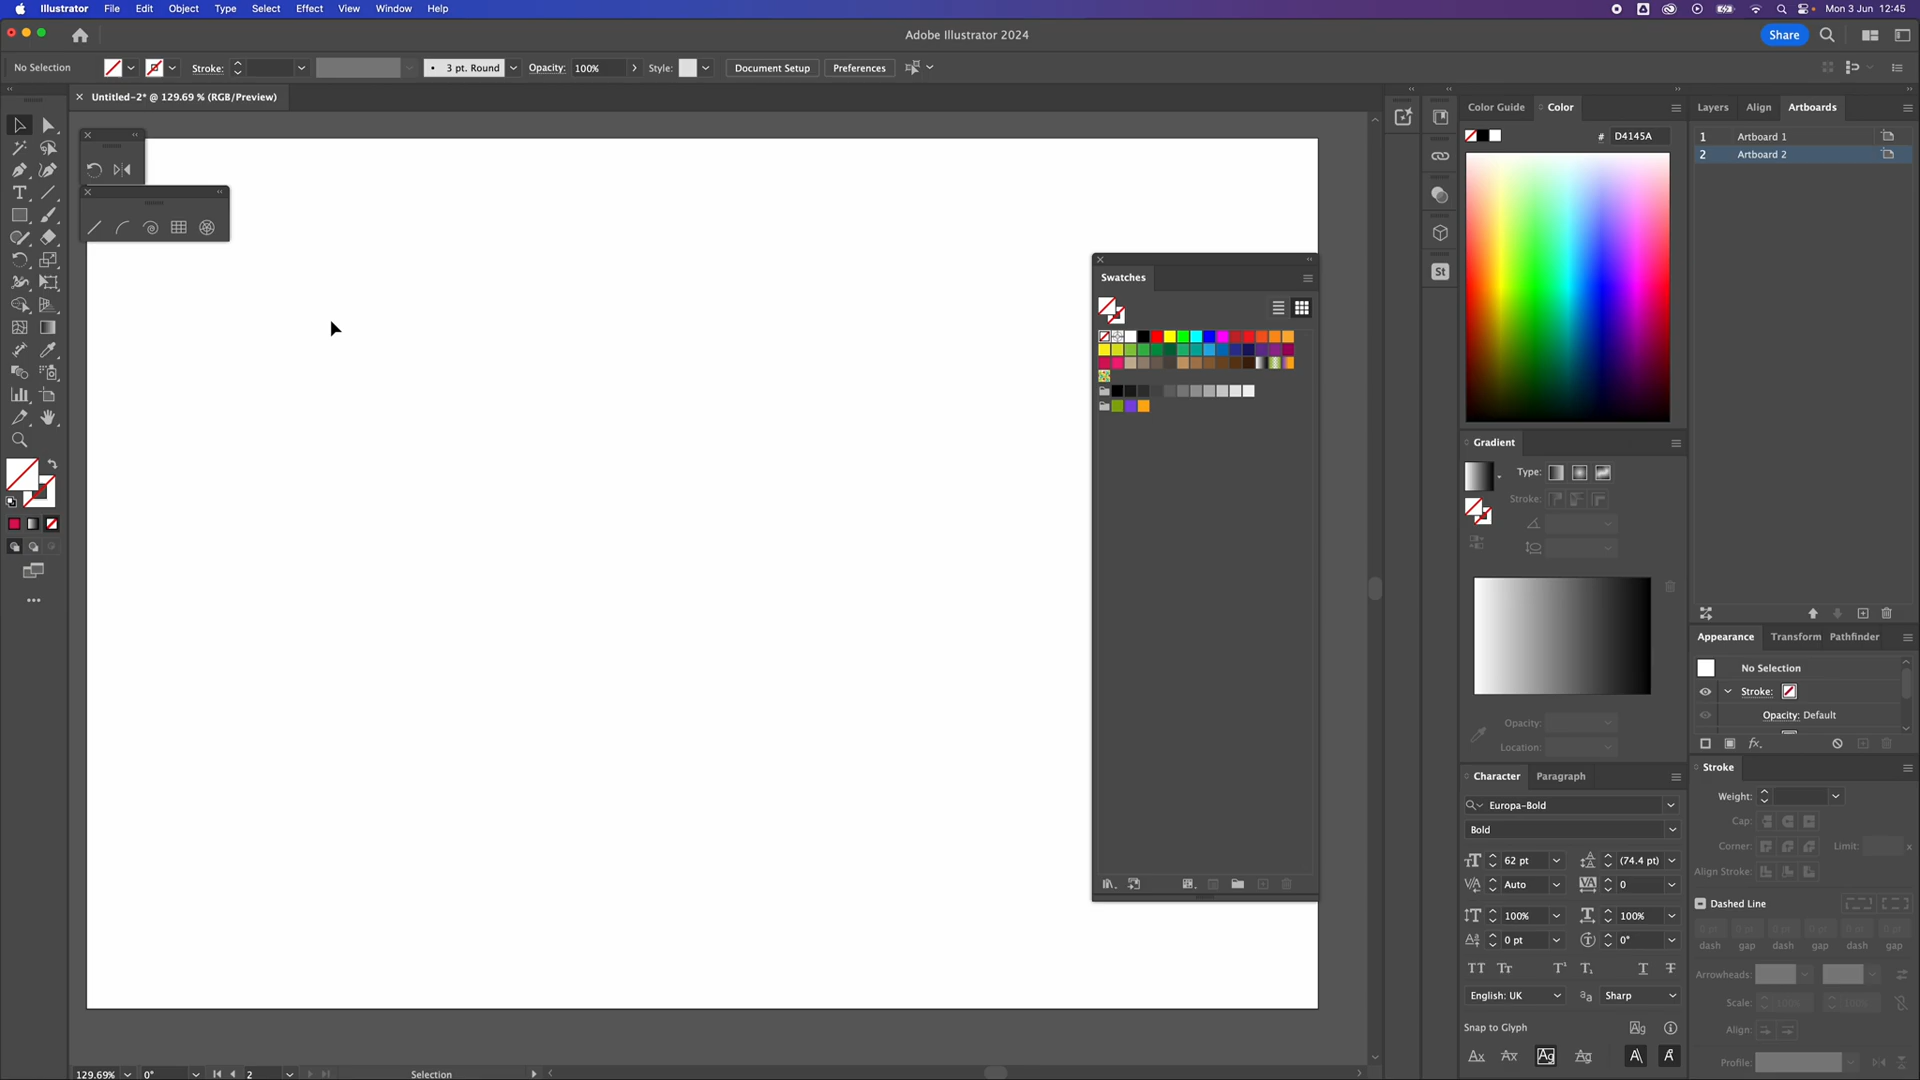 Illustrator File Edit Object Type Select Effect View Window Help
Mon 3 Jun 12:45
Adobe Illustrator 2024
Share
No Selection
Stroke:
3 pt. Round
Opacity: 100%
Style:
Document Setup
Preferences
Untitled-2* @ 129.69 % (RGB/Preview)
Swatches
Color Guide
Color
# D4145A
Layers
Align
Artboards
1 Artboard 1
2 Artboard 2
St
Gradient
Type:
Stroke:
Opacity:
Location:
Appearance
Transform
Pathfinder
No Selection
Stroke:
Opacity: Default
fx.
Character
Paragraph
Europa-Bold
Bold
62 pt
(74.4 pt)
Auto
0
100%
100%
0 pt
0°
English: UK
Sharp
Snap to Glyph
Stroke
Weight:
Cap:
Corner:
Limit:
x
Align Stroke:
Dashed Line
dash gap dash gap dash gap
Arrowheads:
Scale: 100% 100%
Align:
Profile:
129.69%
0°
2
Selection